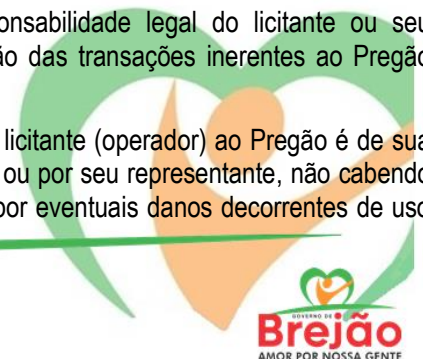 onsabilidade legal do licitante ou seu
ão das transações inerentes ao Pregão
licitante (operador) ao Pregão é de sua
ou por seu representante, não cabendo
por eventuais danos decorrentes de uso
GOVERNO DE
Brejão
AMOR POR NOSSA GENTE